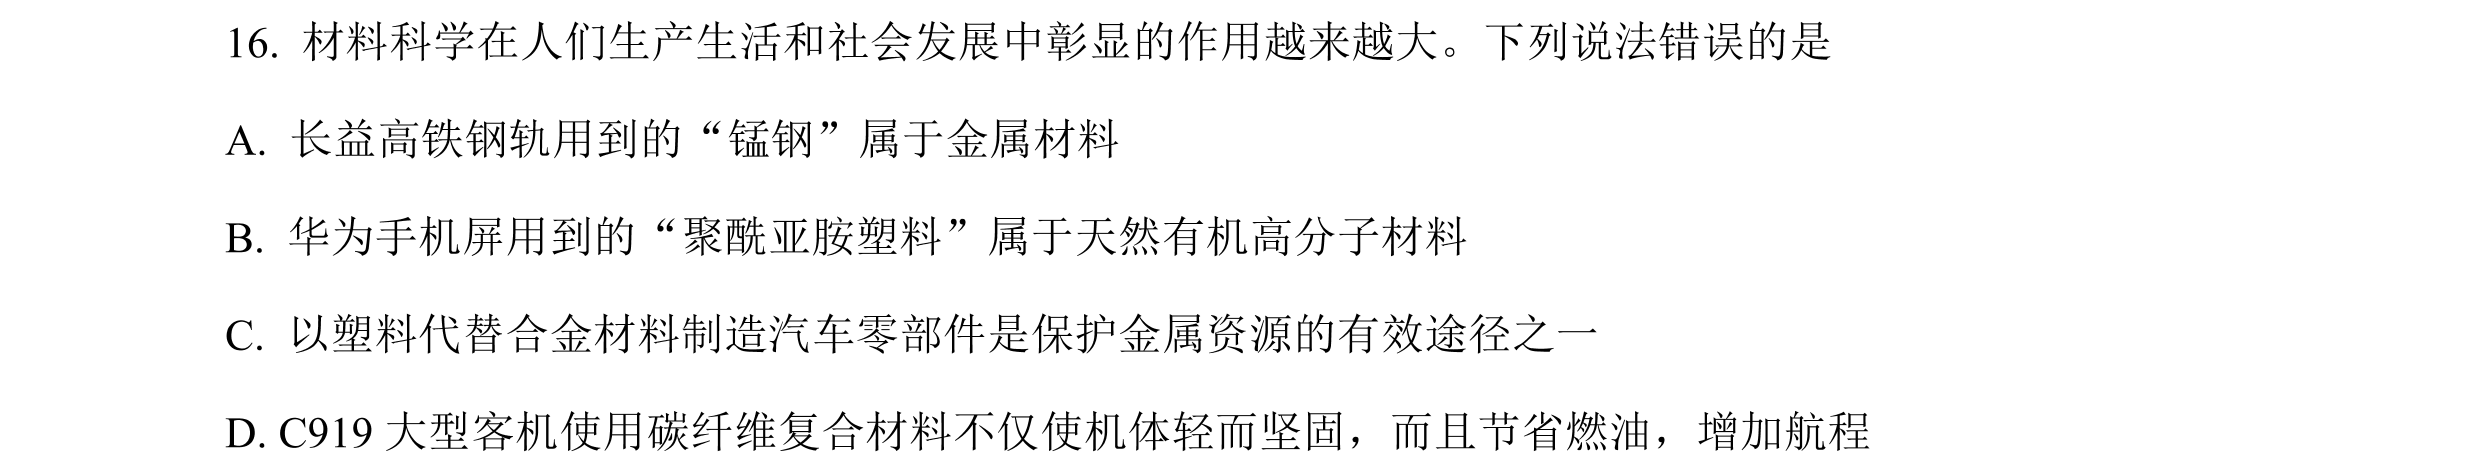 16. 材料科学在人们生产生活和社会发展中彰显的作用越来越大。下列说法错误的是
A. 长益高铁钢轨用到的“锰钢”属于金属材料
B. 华为手机屏用到的“聚酰亚胺塑料”属于天然有机高分子材料
C. 以塑料代替合金材料制造汽车零部件是保护金属资源的有效途径之一
D. C919 大型客机使用碳纤维复合材料不仅使机体轻而坚固，而且节省燃油，增加航程